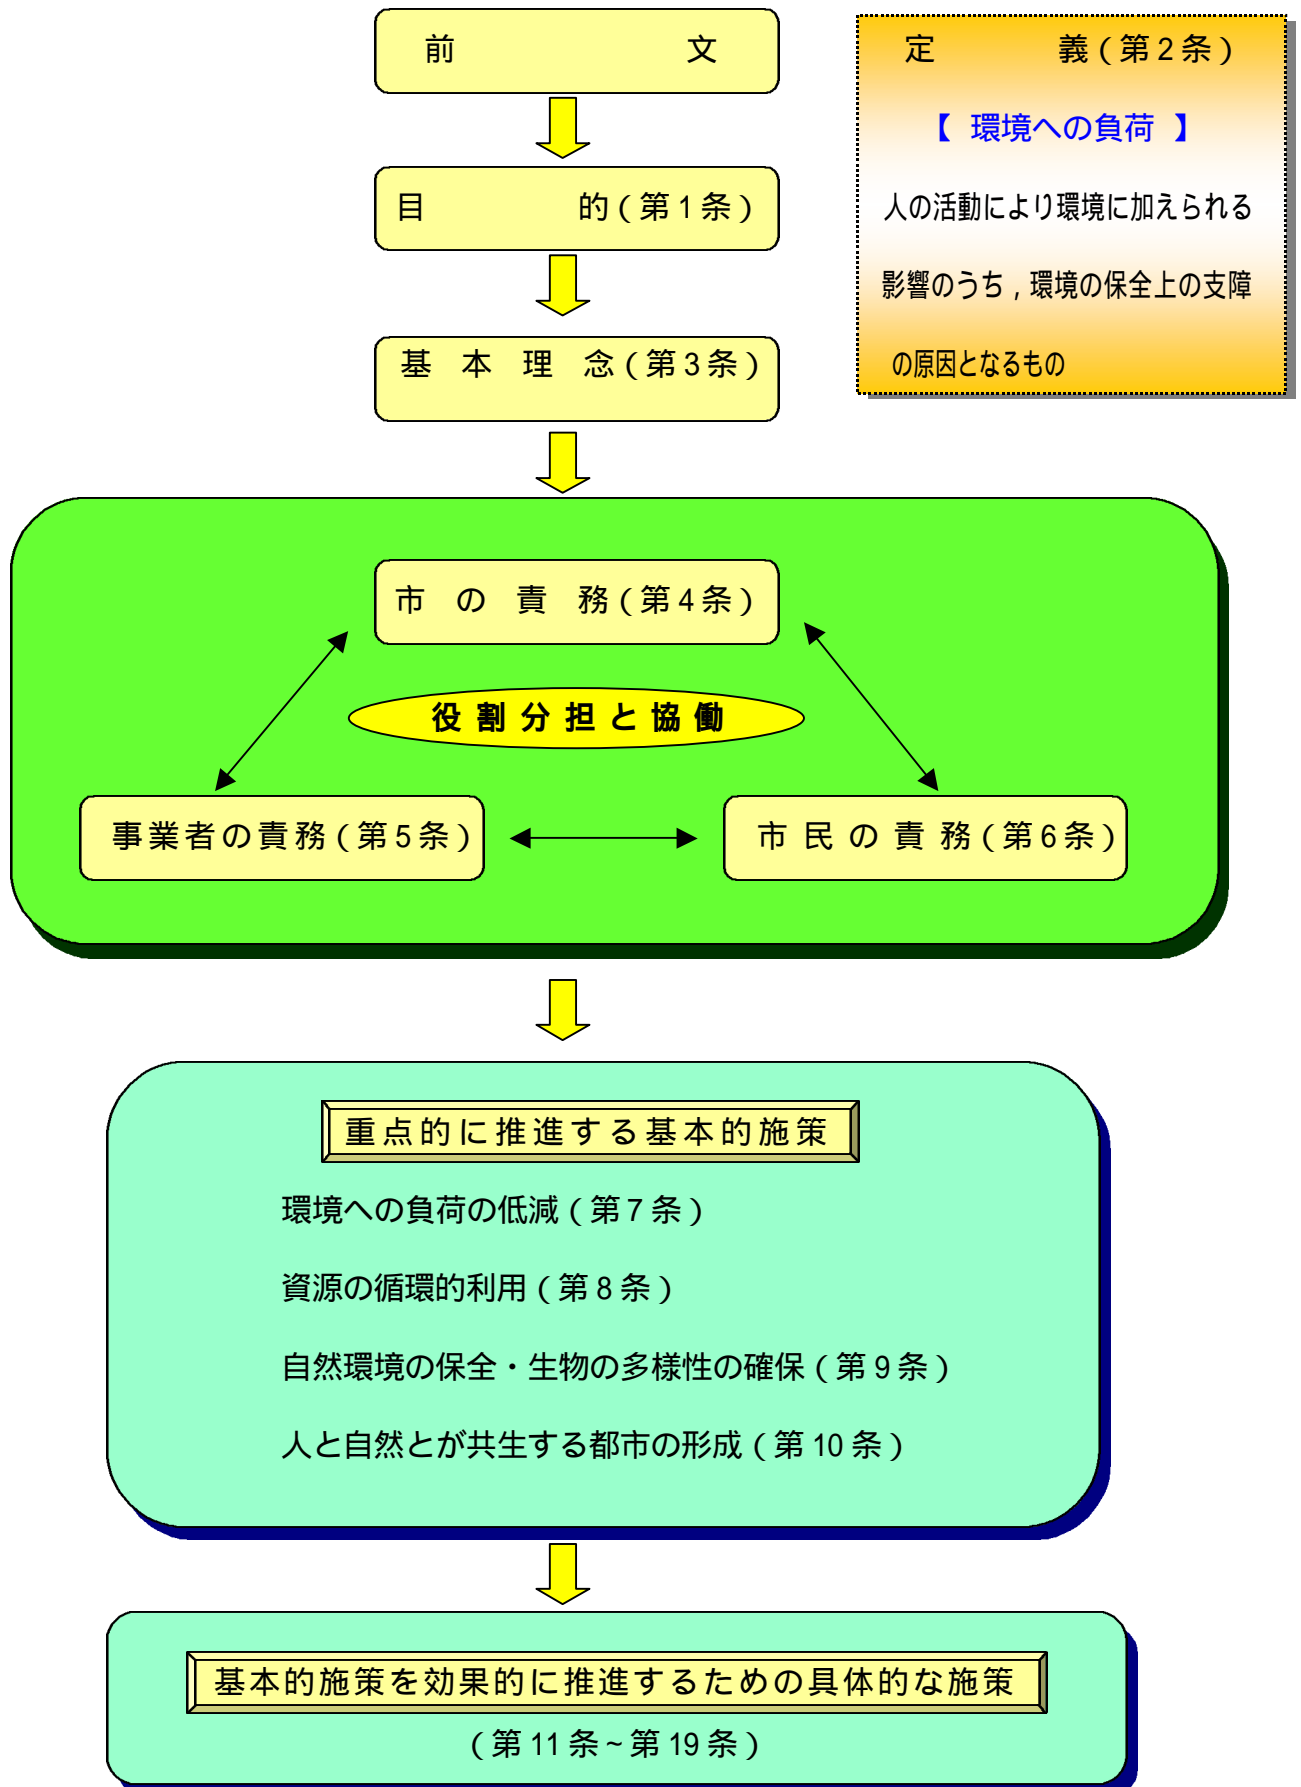 前文
定義(第2条)
【 環境への負荷 】
人の活動により環境に加えられる
影響のうち,環境の保全上の支障
の原因となるもの
目的(第1条)
基本理念(第3条)
市の責務(第4条)
役割分担と協働
事業者の責務(第5条)
市民の責務(第6条)
重点的に推進する基本的施策
環境への負荷の低減(第7条)
資源の循環的利用(第8条)
自然環境の保全・生物の多様性の確保(第9条)
人と自然とが共生する都市の形成(第10条)
基本的施策を効果的に推進するための具体的な施策
(第11条~第19条)